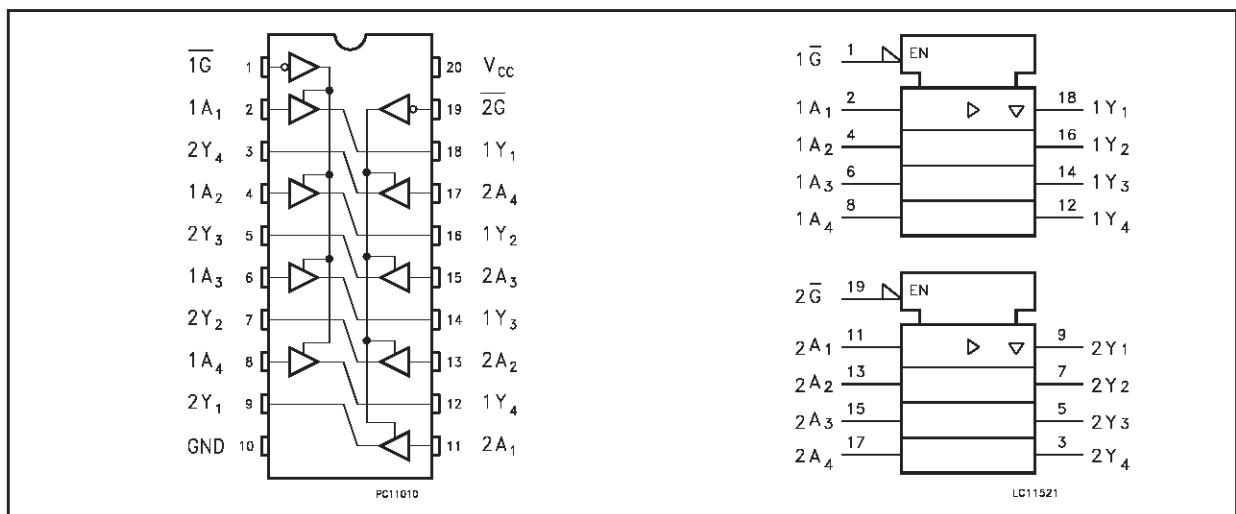 1G̅ 1 20 V_CC
1A₁ 2 19 2G̅
2Y₄ 3 18 1Y₁
1A₂ 4 17 2A₄
2Y₃ 5 16 1Y₂
1A₃ 6 15 2A₃
2Y₂ 7 14 1Y₃
1A₄ 8 13 2A₂
2Y₁ 9 12 1Y₄
GND 10 11 2A₁
PC11010
1G̅ 1 EN
1A₁ 2 18 1Y₁
1A₂ 4 16 1Y₂
1A₃ 6 14 1Y₃
1A₄ 8 12 1Y₄
2G̅ 19 EN
2A₁ 11 9 2Y₁
2A₂ 13 7 2Y₂
2A₃ 15 5 2Y₃
2A₄ 17 3 2Y₄
LC11521